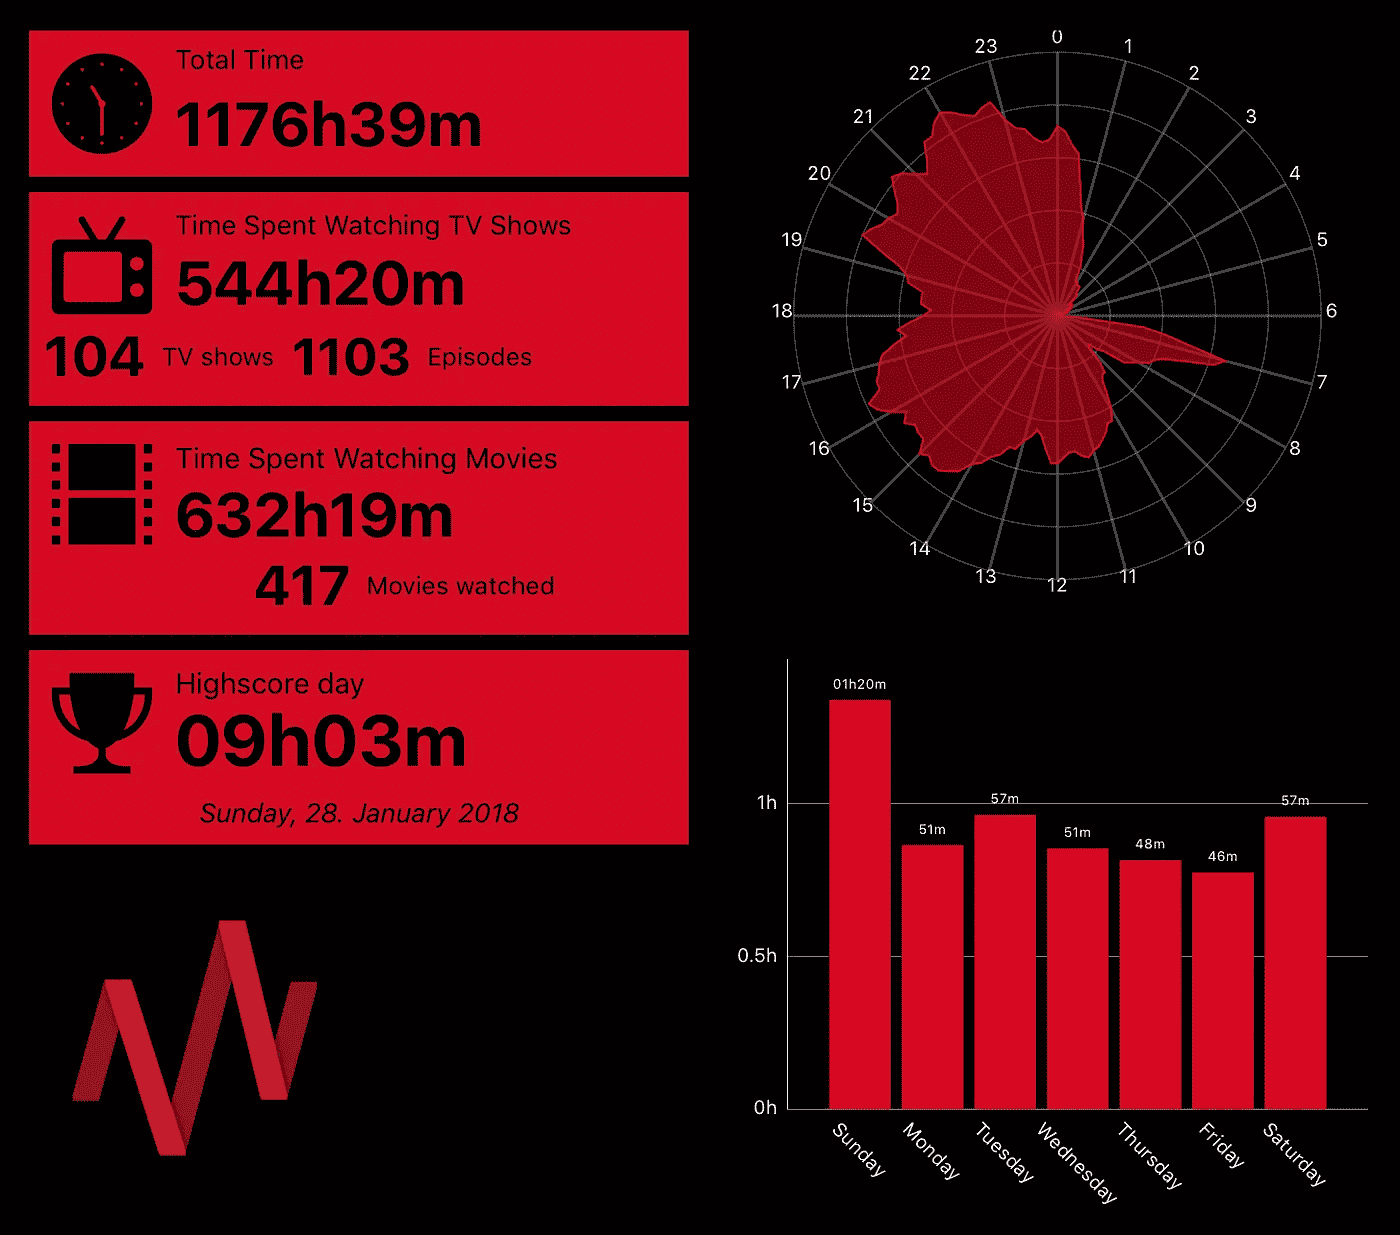 Total Time
1176h39m
Time Spent Watching TV Shows
544h20m
104 TV shows 1103 Episodes
Time Spent Watching Movies
632h19m
417 Movies watched
Highscore day
09h03m
Sunday, 28. January 2018
0
1
2
3
4
5
6
7
8
9
10
11
12
13
14
15
16
17
18
19
20
21
22
23
01h20m
51m
57m
51m
48m
46m
57m
1h
0.5h
0h
Sunday
Monday
Tuesday
Wednesday
Thursday
Friday
Saturday